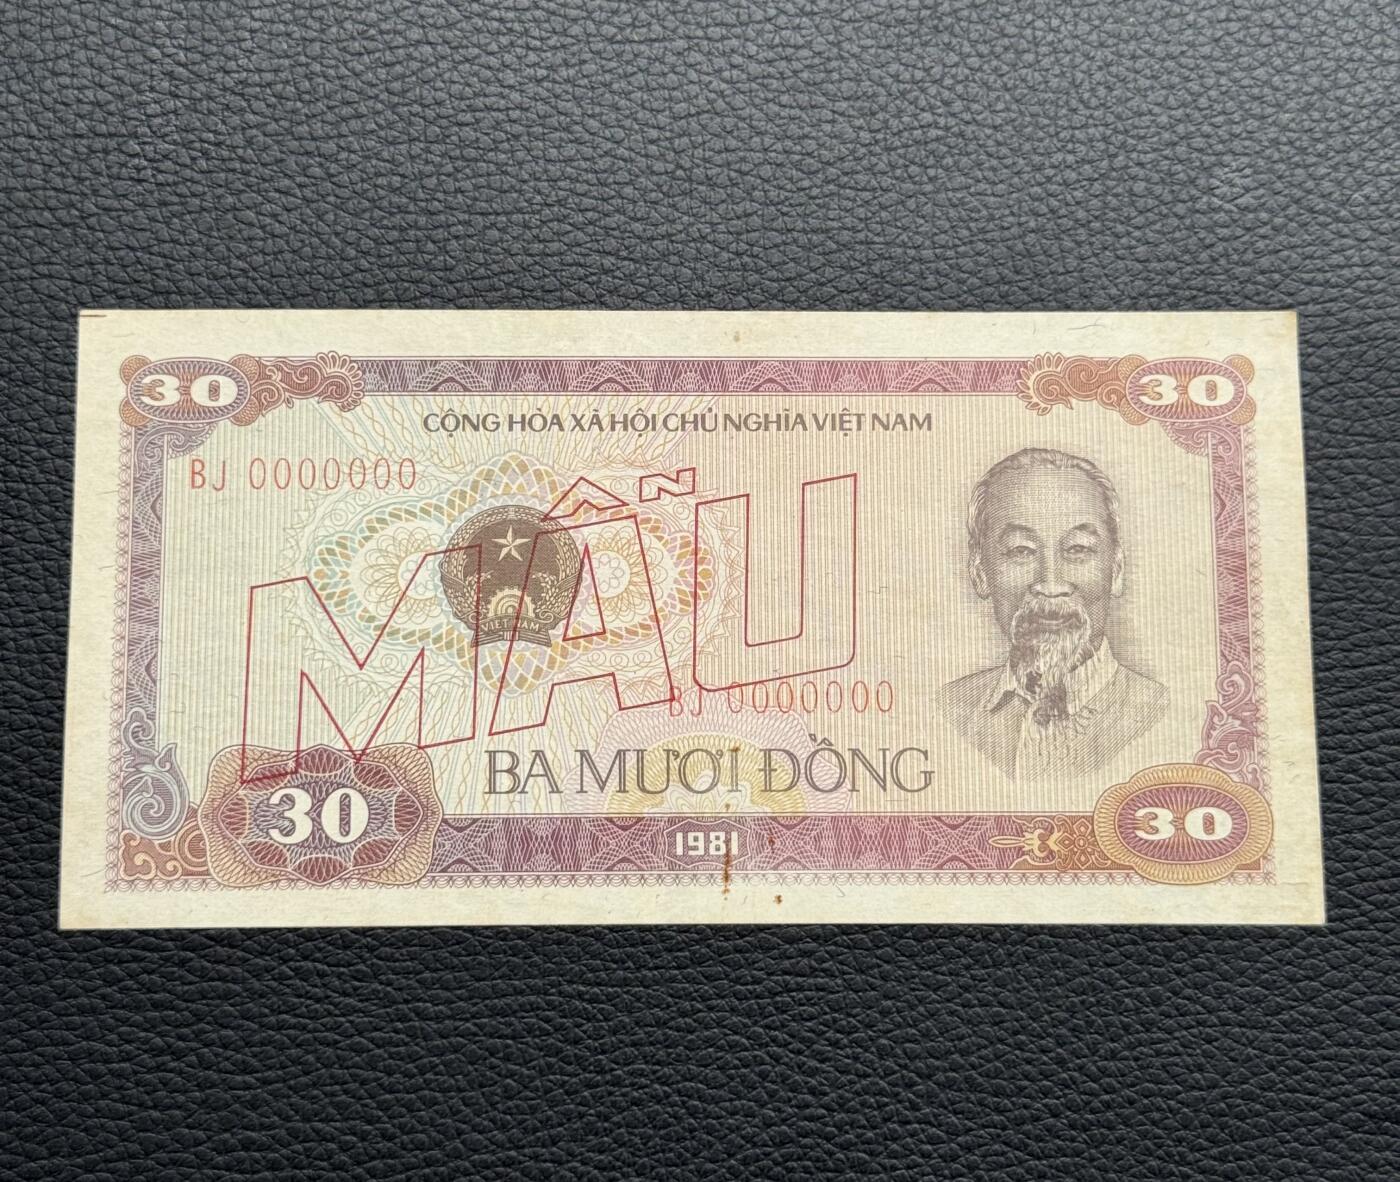 30
30
CỘNG HÒA XÃ HỘI CHỦ NGHĨA VIỆT NAM
BJ 0000000
MẪU
VIỆT NAM
BJ 0000000
BA MƯƠI ĐỒNG
30
1981
30